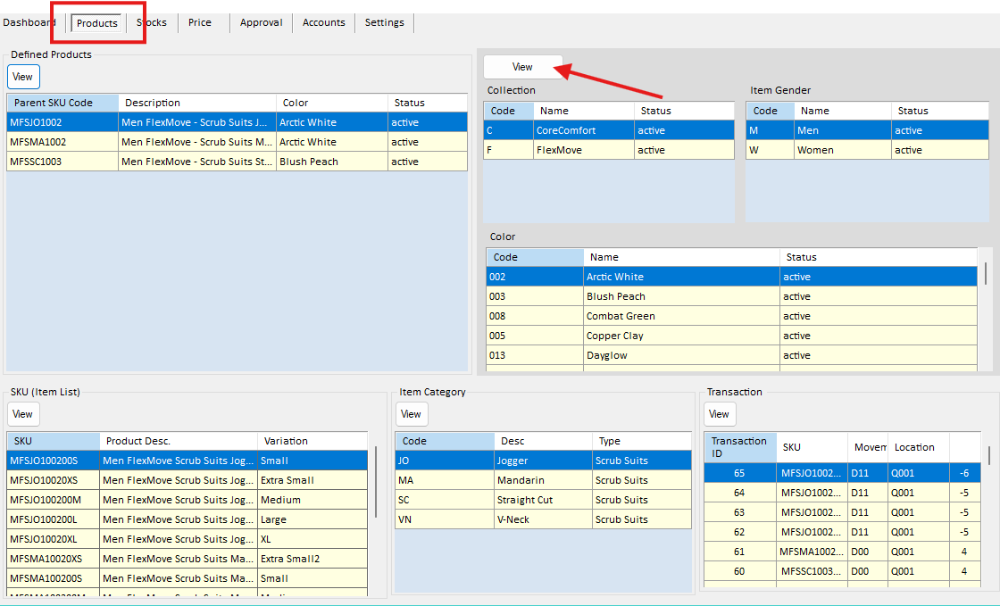 Dashboard Products Stocks Price Approval Accounts Settings
Defined Products
View
Parent SKU Code Description Color Status
MFSJO1002 Men FlexMove - Scrub Suits J... Arctic White active
MFSMA1002 Men FlexMove - Scrub Suits M... Arctic White active
MFSSC1003 Men FlexMove - Scrub Suits St... Blush Peach active
View
Collection
Code Name Status
C CoreComfort active
F FlexMove active
Item Gender
Code Name Status
M Men active
W Women active
Color
Code Name Status
002 Arctic White active
003 Blush Peach active
008 Combat Green active
005 Copper Clay active
013 Dayglow active
SKU (Item List)
View
SKU Product Desc. Variation
MFSJO100200S Men FlexMove Scrub Suits Jog... Small
MFSJO10020XS Men FlexMove Scrub Suits Jog... Extra Small
MFSJO100200M Men FlexMove Scrub Suits Jog... Medium
MFSJO100200L Men FlexMove Scrub Suits Jog... Large
MFSJO10020XL Men FlexMove Scrub Suits Jog... XL
MFSMA10020XS Men FlexMove Scrub Suits Ma... Extra Small2
MFSMA100200S Men FlexMove Scrub Suits Ma... Small
Item Category
View
Code Desc Type
JO Jogger Scrub Suits
MA Mandarin Scrub Suits
SC Straight Cut Scrub Suits
VN V-Neck Scrub Suits
Transaction
View
Transaction ID SKU Movem Location
65 MFSJO1002... D11 Q001 -6
64 MFSJO1002... D11 Q001 -5
63 MFSJO1002... D11 Q001 -5
62 MFSJO1002... D11 Q001 -5
61 MFSMA1002... D00 Q001 4
60 MFSSC1003... D00 Q001 4